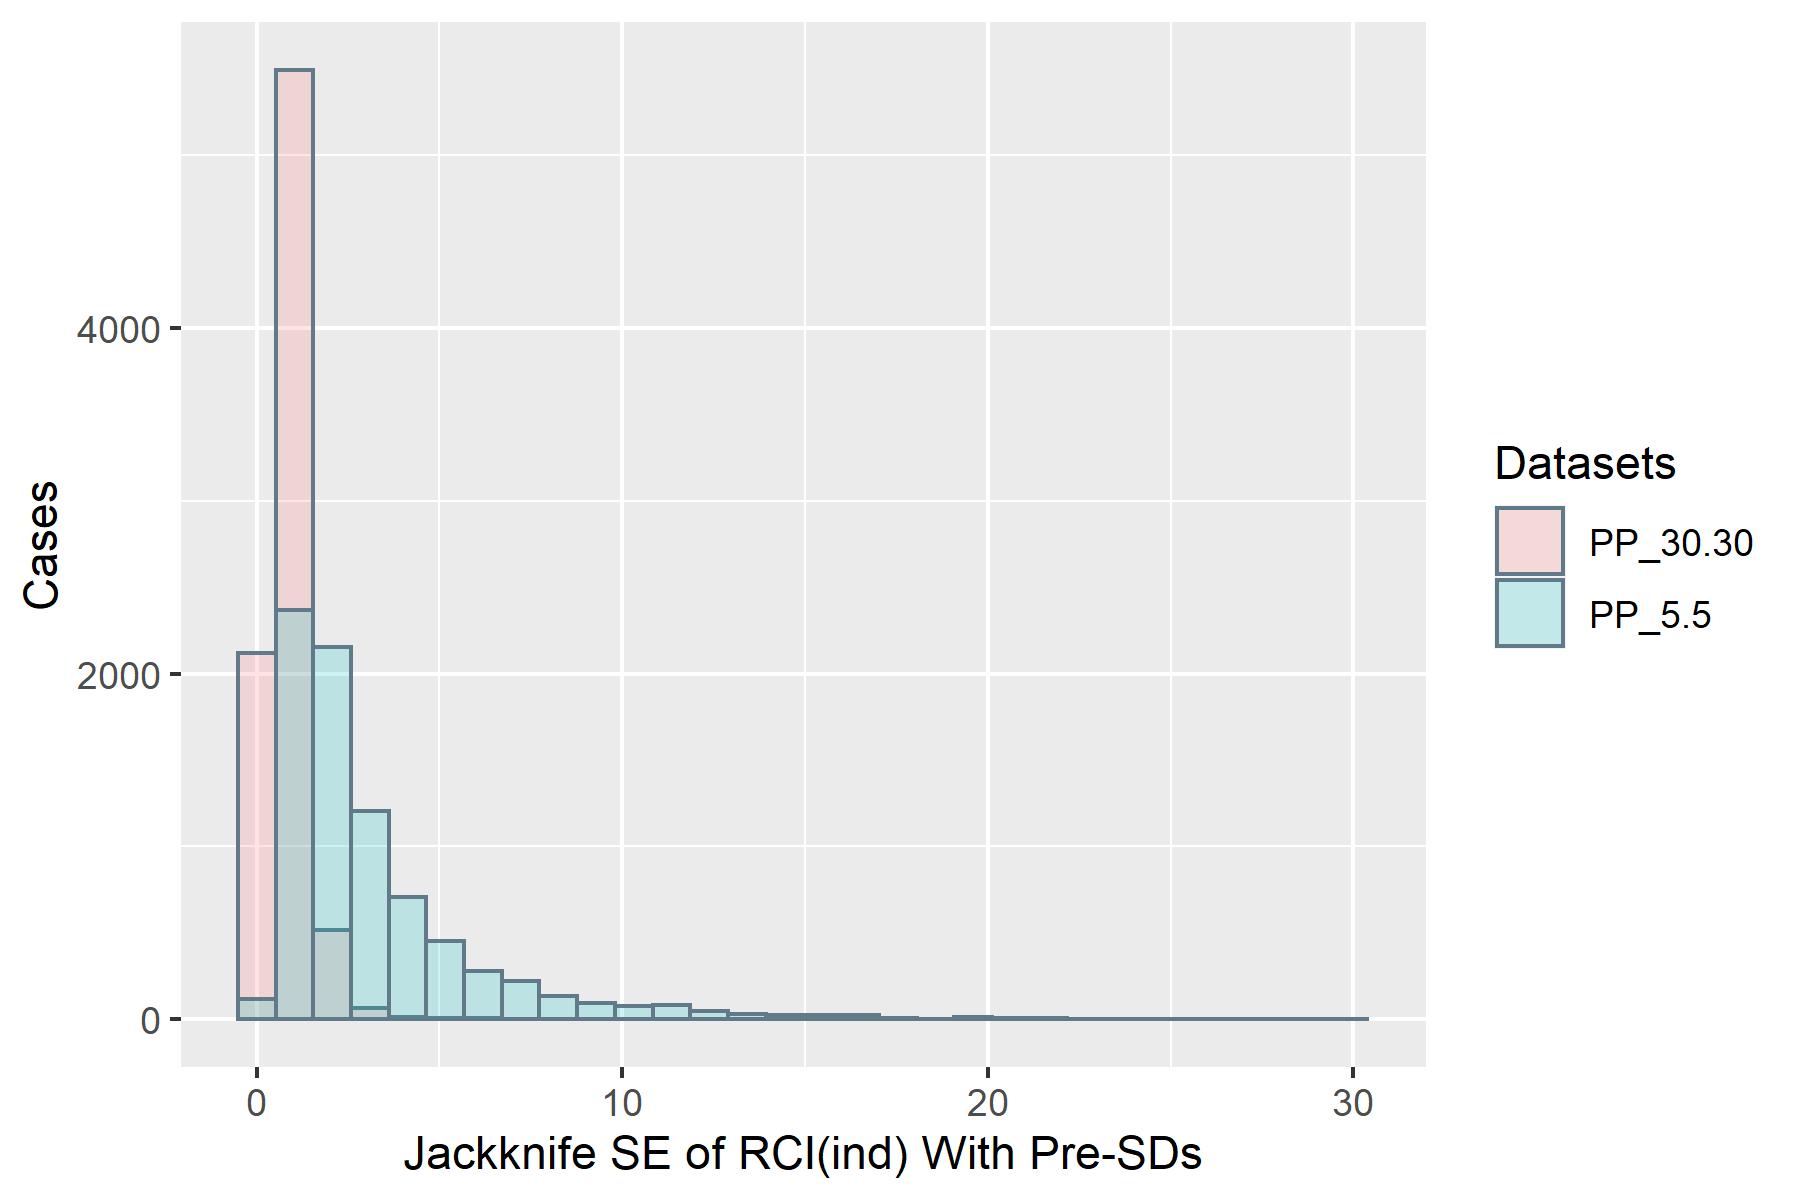 4000
2000
0
Cases
0
10
20
30
Jackknife SE of RCI(ind) With Pre-SDs
Datasets
PP_30.30
PP_5.5